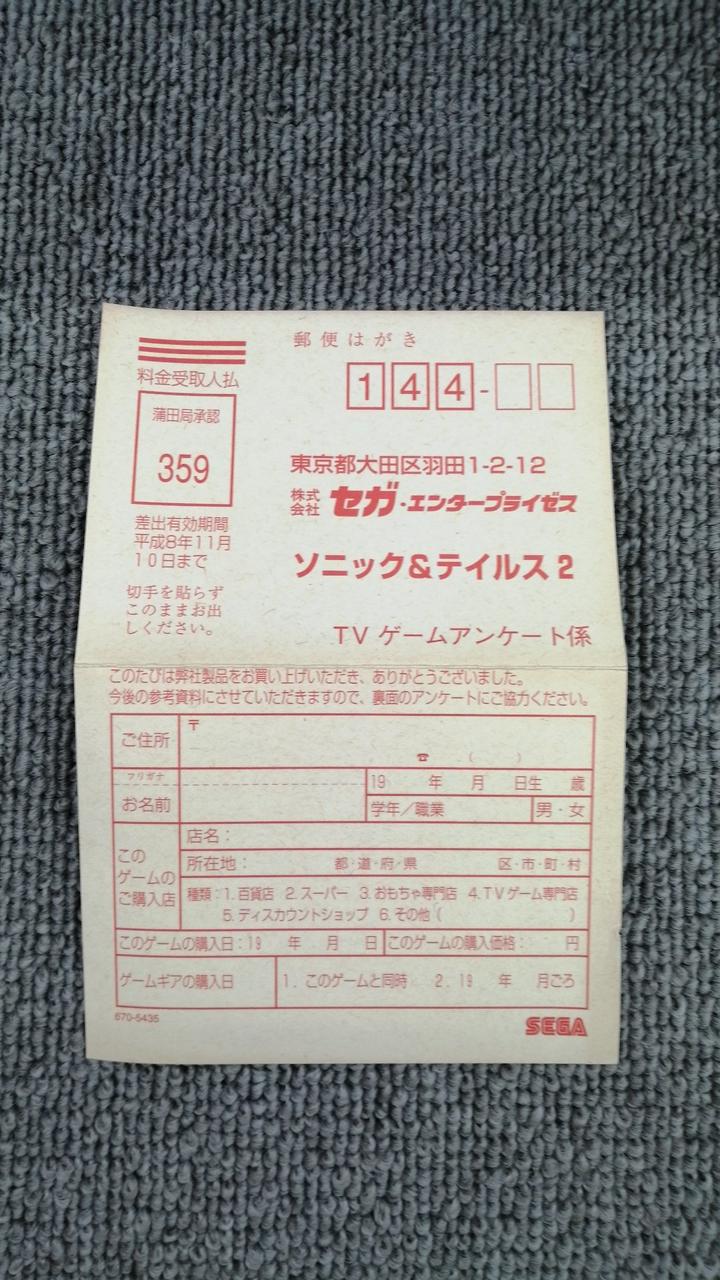 郵便はがき
料金受取人払
蒲田局承認
359
差出有効期間
平成8年11月
10日まで
切手を貼らず
このままお出
しください。
144-
東京都大田区羽田1-2-12
株式会社 セガ・エンタープライゼス
ソニック&テイルス2
TVゲームアンケート係
このたびは弊社製品をお買い上げいただき、ありがとうございました。
今後の参考資料にさせていただきますので、裏面のアンケートにご協力ください。
ご住所 〒
☎ ( )
フリガナ
お名前
19 年 月 日生 歳
学年/職業 男・女
このゲームのご購入店
店名:
所在地: 都・道・府・県 区・市・町・村
種類:1.百貨店 2.スーパー 3.おもちゃ専門店 4.TVゲーム専門店
5.ディスカウントショップ 6.その他( )
このゲームの購入日:19 年 月 日 このゲームの購入価格: 円
ゲームギアの購入日 1.このゲームと同時 2.19 年 月ごろ
670-5435
SEGA